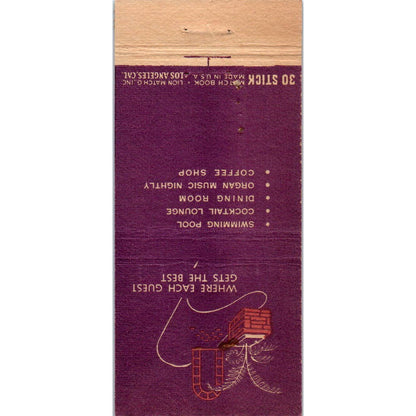 WHERE EACH GUEST
GETS THE BEST
• SWIMMING POOL
• COCKTAIL LOUNGE
• DINING ROOM
• ORGAN MUSIC NIGHTLY
• COFFEE SHOP
30 STICK
MATCH BOOK • LION MATCH CO., INC.
MADE IN U.S.A. • LOS ANGELES, CAL.